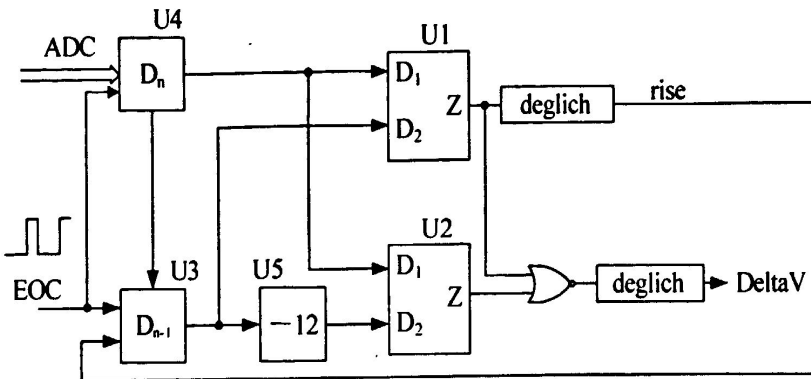 U4
ADC
Dn
U1
D1
Z
D2
deglich
rise
EOC
U3
Dn-1
U5
−12
U2
D1
Z
D2
deglich
DeltaV